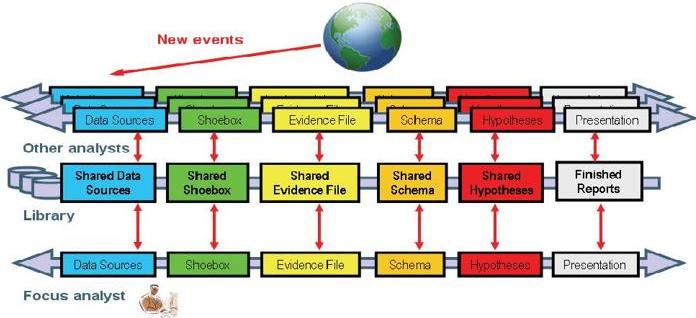 New events
Data Sources
Shoebox
Evidence File
Schema
Hypotheses
Presentation
Other analysts
Shared Data
Sources
Shared
Shoebox
Shared
Evidence File
Shared
Schema
Shared
Hypotheses
Finished
Reports
Library
Data Sources
Shoebox
Evidence File
Schema
Hypotheses
Presentation
Focus analyst